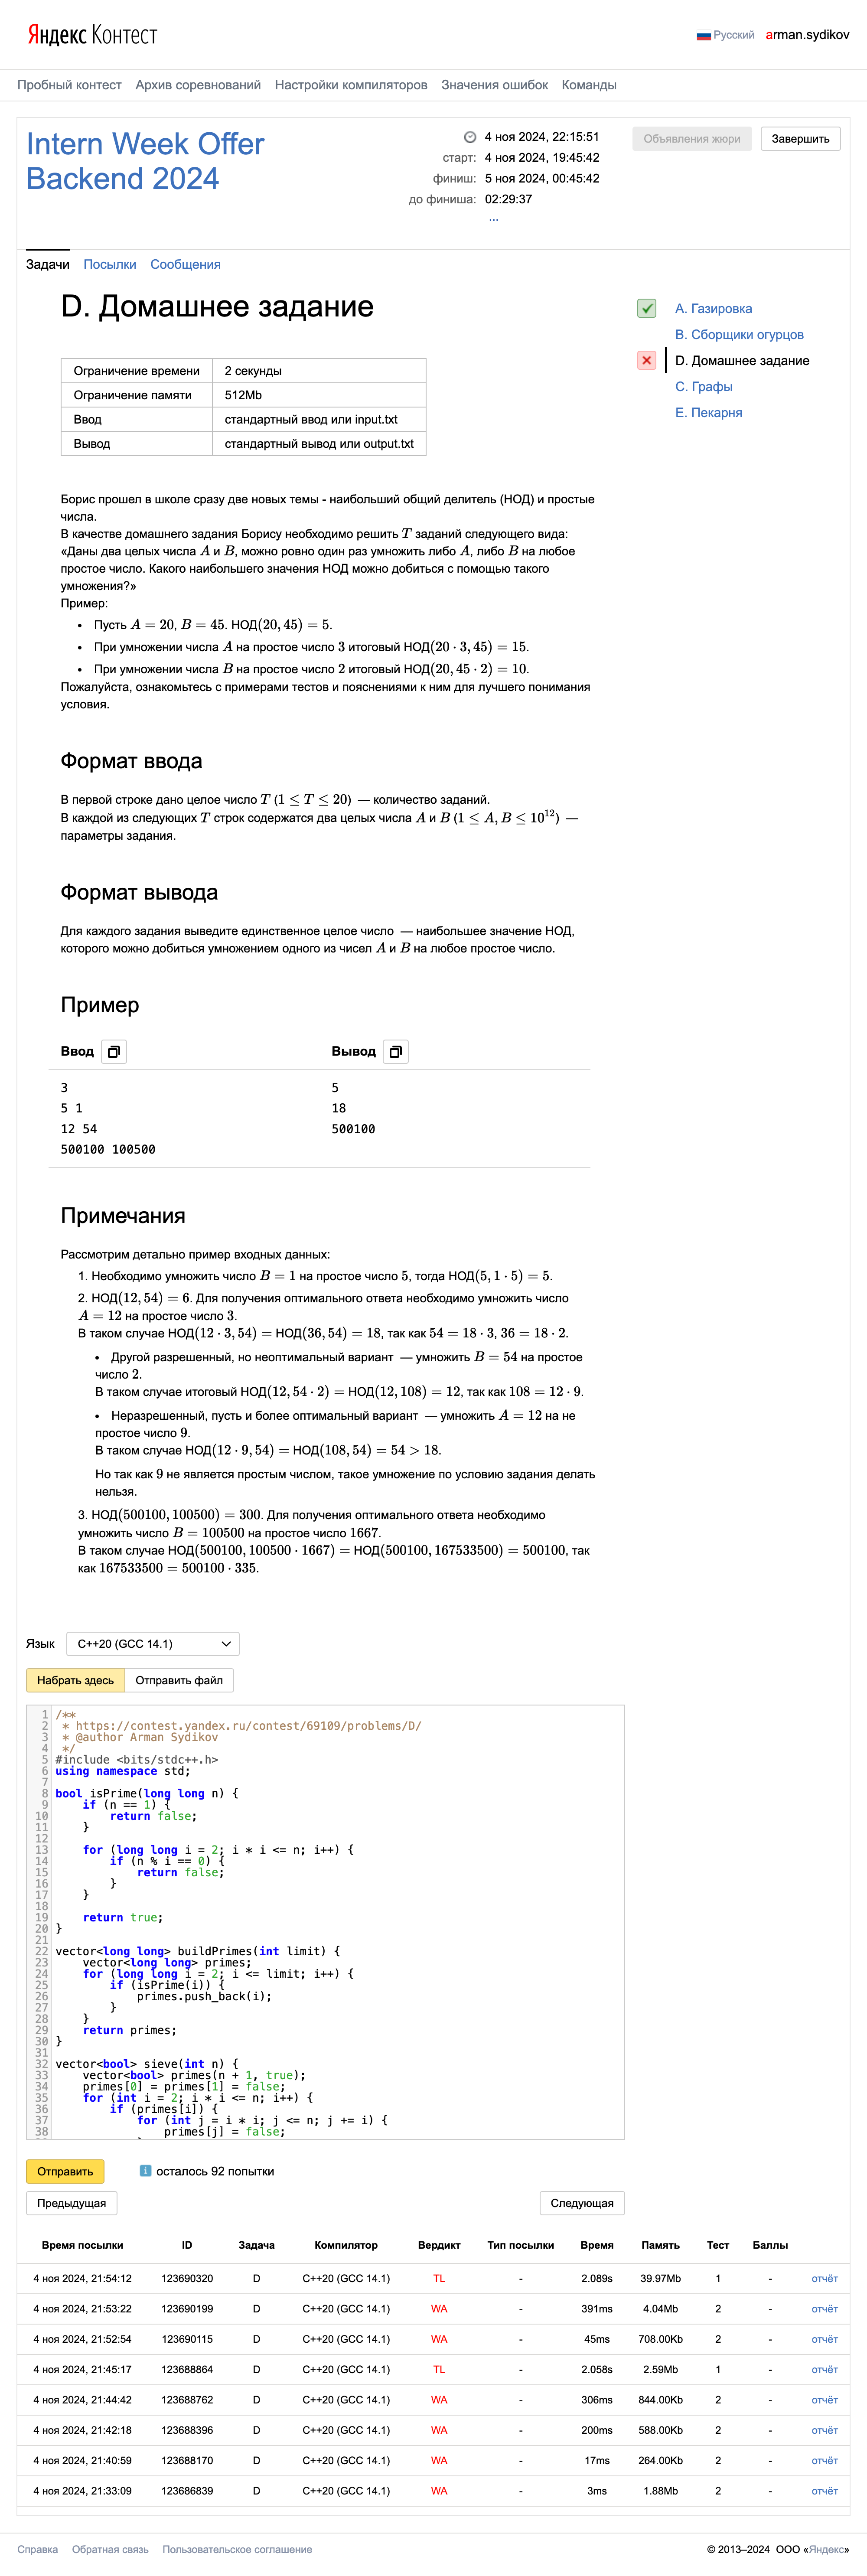 Яндекс Контест
Русский arman.sydikov
Пробный контест Архив соревнований Настройки компиляторов Значения ошибок Команды
Intern Week Offer
Backend 2024
4 ноя 2024, 22:15:51
старт: 4 ноя 2024, 19:45:42
финиш: 5 ноя 2024, 00:45:42
до финиша: 02:29:37
...
Объявления жюри Завершить
Задачи Посылки Сообщения
D. Домашнее задание
A. Газировка
B. Сборщики огурцов
D. Домашнее задание
C. Графы
E. Пекарня
Ограничение времени 2 секунды
Ограничение памяти 512Mb
Ввод стандартный ввод или input.txt
Вывод стандартный вывод или output.txt
Борис прошел в школе сразу две новых темы - наибольший общий делитель (НОД) и простые
числа.
В качестве домашнего задания Борису необходимо решить T заданий следующего вида:
«Даны два целых числа A и B, можно ровно один раз умножить либо A, либо B на любое
простое число. Какого наибольшего значения НОД можно добиться с помощью такого
умножения?»
Пример:
• Пусть A = 20, B = 45. НОД(20, 45) = 5.
• При умножении числа A на простое число 3 итоговый НОД(20 · 3, 45) = 15.
• При умножении числа B на простое число 2 итоговый НОД(20, 45 · 2) = 10.
Пожалуйста, ознакомьтесь с примерами тестов и пояснениями к ним для лучшего понимания
условия.
Формат ввода
В первой строке дано целое число T (1 ≤ T ≤ 20) — количество заданий.
В каждой из следующих T строк содержатся два целых числа A и B (1 ≤ A, B ≤ 10¹²) —
параметры задания.
Формат вывода
Для каждого задания выведите единственное целое число — наибольшее значение НОД,
которого можно добиться умножением одного из чисел A и B на любое простое число.
Пример
Ввод Вывод
3 5
5 1 18
12 54 500100
500100 100500
Примечания
Рассмотрим детально пример входных данных:
1. Необходимо умножить число B = 1 на простое число 5, тогда НОД(5, 1 · 5) = 5.
2. НОД(12, 54) = 6. Для получения оптимального ответа необходимо умножить число
A = 12 на простое число 3.
В таком случае НОД(12 · 3, 54) = НОД(36, 54) = 18, так как 54 = 18 · 3, 36 = 18 · 2.
• Другой разрешенный, но неоптимальный вариант — умножить B = 54 на простое
число 2.
В таком случае итоговый НОД(12, 54 · 2) = НОД(12, 108) = 12, так как 108 = 12 · 9.
• Неразрешенный, пусть и более оптимальный вариант — умножить A = 12 на не
простое число 9.
В таком случае НОД(12 · 9, 54) = НОД(108, 54) = 54 > 18.
Но так как 9 не является простым числом, такое умножение по условию задания делать
нельзя.
3. НОД(500100, 100500) = 300. Для получения оптимального ответа необходимо
умножить число B = 100500 на простое число 1667.
В таком случае НОД(500100, 100500 · 1667) = НОД(500100, 167533500) = 500100, так
как 167533500 = 500100 · 335.
Язык C++20 (GCC 14.1)
Набрать здесь Отправить файл
1 /**
2 * https://contest.yandex.ru/contest/69109/problems/D/
3 * @author Arman Sydikov
4 */
5 #include <bits/stdc++.h>
6 using namespace std;
7
8 bool isPrime(long long n) {
9 if (n == 1) {
10 return false;
11 }
12
13 for (long long i = 2; i * i <= n; i++) {
14 if (n % i == 0) {
15 return false;
16 }
17 }
18
19 return true;
20 }
21
22 vector<long long> buildPrimes(int limit) {
23 vector<long long> primes;
24 for (long long i = 2; i <= limit; i++) {
25 if (isPrime(i)) {
26 primes.push_back(i);
27 }
28 }
29 return primes;
30 }
31
32 vector<bool> sieve(int n) {
33 vector<bool> primes(n + 1, true);
34 primes[0] = primes[1] = false;
35 for (int i = 2; i * i <= n; i++) {
36 if (primes[i]) {
37 for (int j = i * i; j <= n; j += i) {
38 primes[j] = false;
Отправить осталось 92 попытки
Предыдущая Следующая
Время посылки ID Задача Компилятор Вердикт Тип посылки Время Память Тест Баллы
4 ноя 2024, 21:54:12 123690320 D C++20 (GCC 14.1) TL - 2.089s 39.97Mb 1 - отчёт
4 ноя 2024, 21:53:22 123690199 D C++20 (GCC 14.1) WA - 391ms 4.04Mb 2 - отчёт
4 ноя 2024, 21:52:54 123690115 D C++20 (GCC 14.1) WA - 45ms 708.00Kb 2 - отчёт
4 ноя 2024, 21:45:17 123688864 D C++20 (GCC 14.1) TL - 2.058s 2.59Mb 1 - отчёт
4 ноя 2024, 21:44:42 123688762 D C++20 (GCC 14.1) WA - 306ms 844.00Kb 2 - отчёт
4 ноя 2024, 21:42:18 123688396 D C++20 (GCC 14.1) WA - 200ms 588.00Kb 2 - отчёт
4 ноя 2024, 21:40:59 123688170 D C++20 (GCC 14.1) WA - 17ms 264.00Kb 2 - отчёт
4 ноя 2024, 21:33:09 123686839 D C++20 (GCC 14.1) WA - 3ms 1.88Mb 2 - отчёт
Справка Обратная связь Пользовательское соглашение © 2013–2024 ООО «Яндекс»